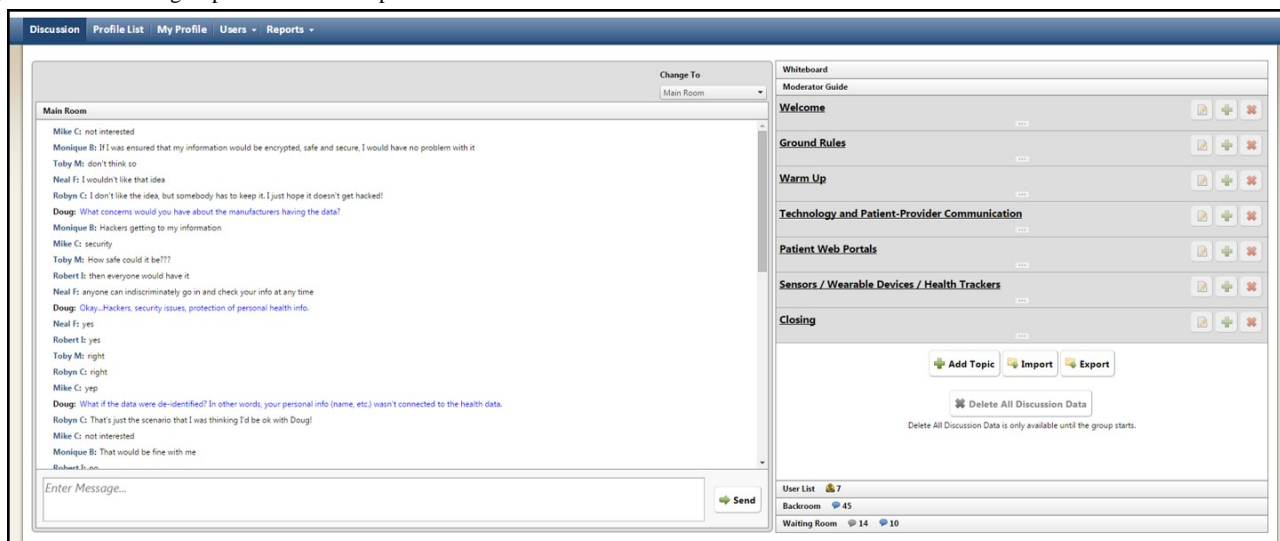 Discussion Profile List My Profile Users Reports
Change To
Main Room
Main Room
Mike C: not interested
Monique B: If I was ensured that my information would be encrypted, safe and secure, I would have no problem with it
Toby M: don't think so
Neal F: I wouldn't like that idea
Robyn C: I don't like the idea, but somebody has to keep it. I just hope it doesn't get hacked!
Doug: What concerns would you have about the manufacturers having the data?
Monique B: Hackers getting to my information
Mike C: security
Toby M: How safe could it be???
Robert I: then everyone would have it
Neal F: anyone can indiscriminately go in and check your info at any time
Doug: Okay...Hackers, security issues, protection of personal health info.
Neal F: yes
Robert I: yes
Toby M: right
Robyn C: right
Mike C: yep
Doug: What if the data were de-identified? In other words, your personal info (name, etc.) wasn't connected to the health data.
Robyn C: That's just the scenario that I was thinking I'd be ok with Doug!
Mike C: not interested
Monique B: That would be fine with me
Robert I: no
Enter Message...
Send
Whiteboard
Moderator Guide
Welcome
Ground Rules
Warm Up
Technology and Patient-Provider Communication
Patient Web Portals
Sensors / Wearable Devices / Health Trackers
Closing
Add Topic Import Export
Delete All Discussion Data
Delete All Discussion Data is only available until the group starts.
User List 7
Backroom 45
Waiting Room 14 10